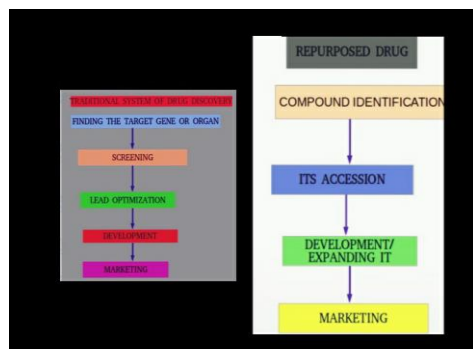 TRADITIONAL SYSTEM OF DRUG DISCOVERY
FINDING THE TARGET GENE OR ORGAN
SCREENING
LEAD OPTIMIZATION
DEVELOPMENT
MARKETING
REPURPOSED DRUG
COMPOUND IDENTIFICATION
ITS ACCESSION
DEVELOPMENT/
EXPANDING IT
MARKETING